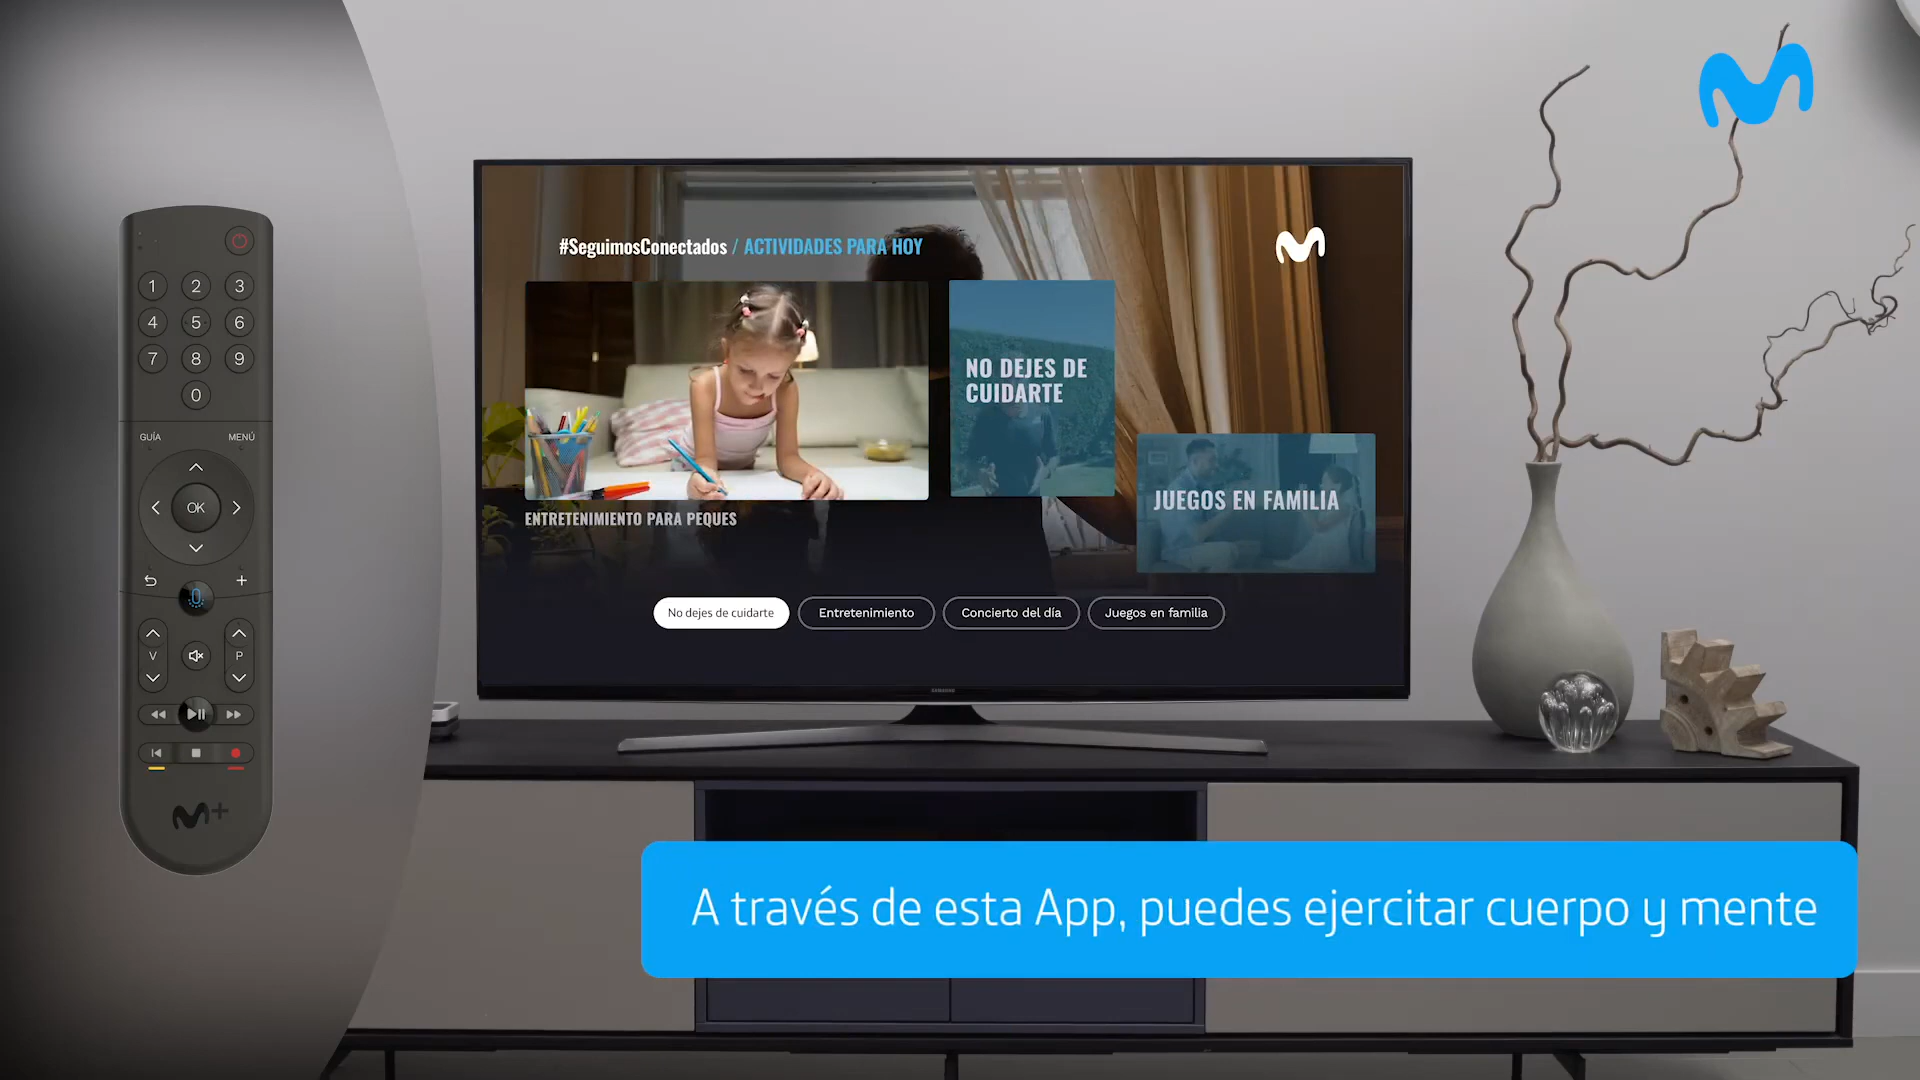 #SeguimosConectados / ACTIVIDADES PARA HOY
NO DEJES DE
CUIDARTE
JUEGOS EN FAMILIA
ENTRETENIMIENTO PARA PEQUES
No dejes de cuidarte
Entretenimiento
Concierto del día
Juegos en familia
SAMSUNG
1 2 3
4 5 6
7 8 9
0
GUÍA
MENÚ
OK
+
V
P
M+
A través de esta App, puedes ejercitar cuerpo y mente